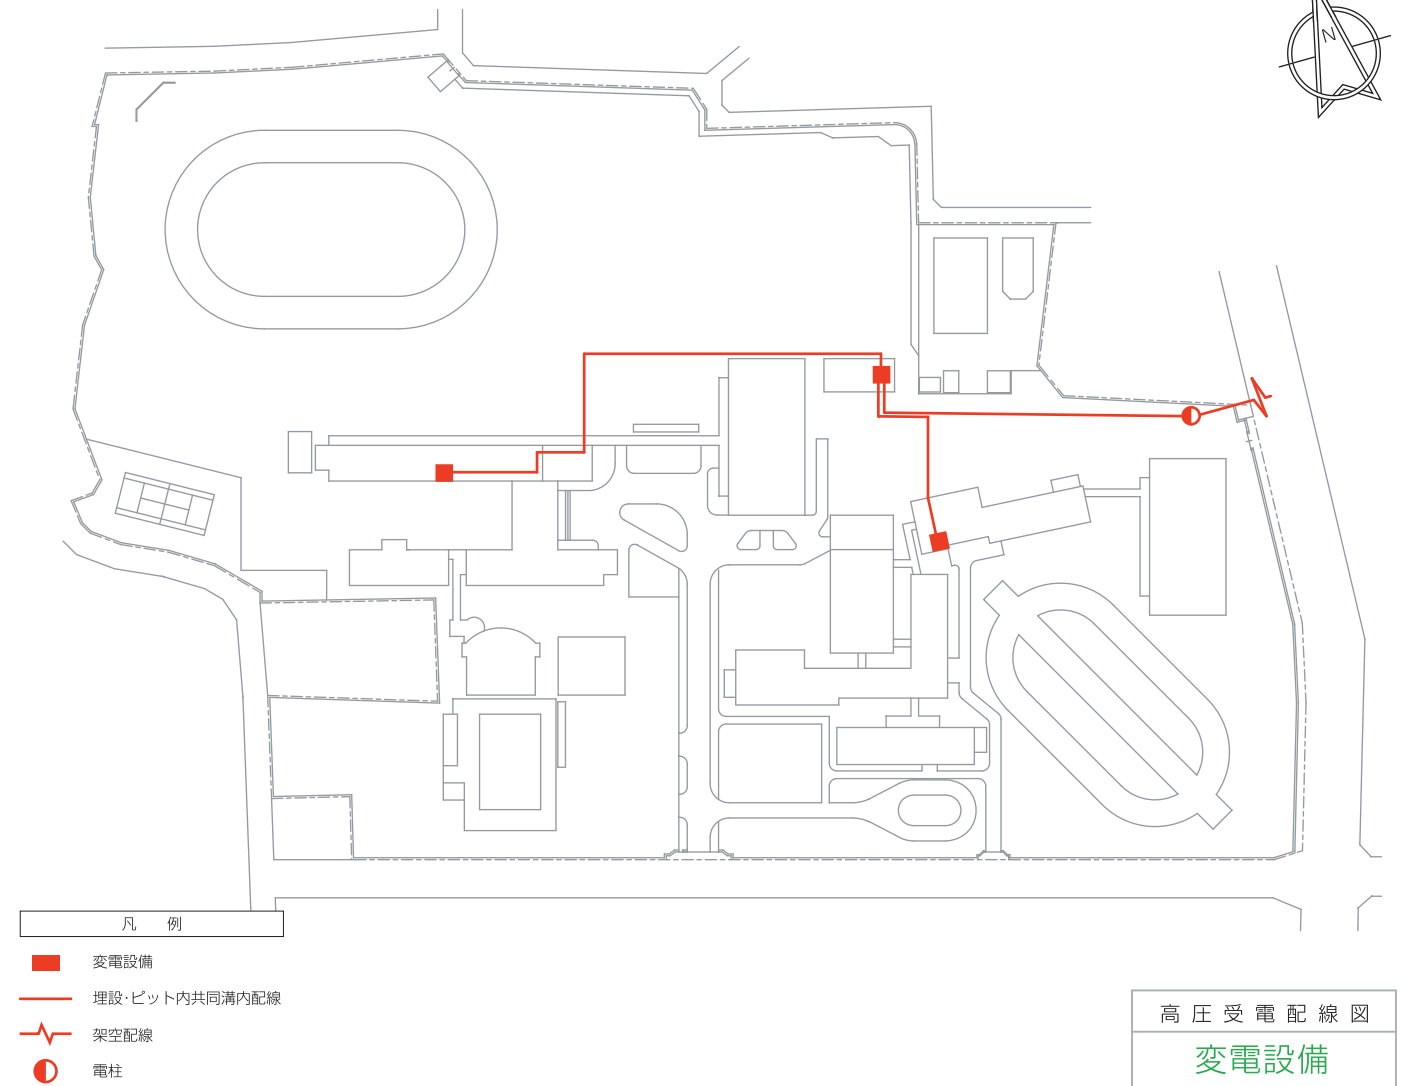 N
凡 例
変電設備
埋設・ピット内共同溝内配線
架空配線
電柱
高圧受電配線図
変電設備